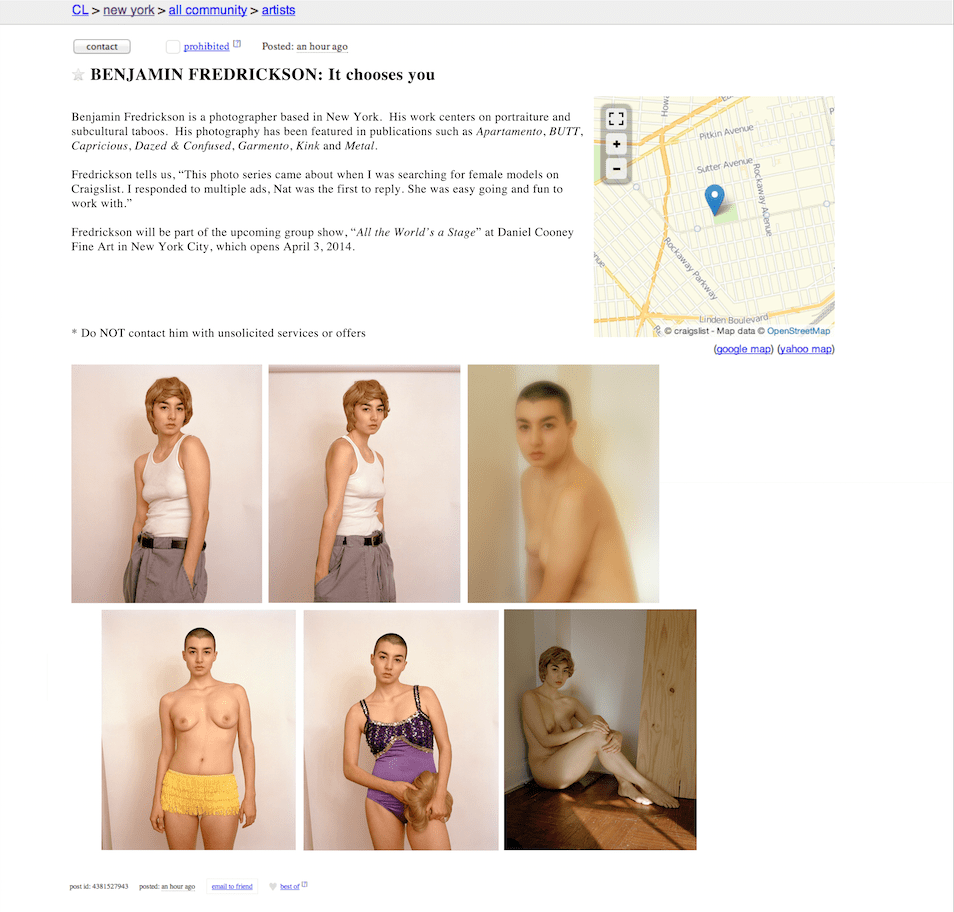 CL > new york > all community > artists
contact prohibited [?] Posted: an hour ago
BENJAMIN FREDRICKSON: It chooses you
Benjamin Fredrickson is a photographer based in New York. His work centers on portraiture and
subcultural taboos. His photography has been featured in publications such as Apartamento, BUTT,
Capricious, Dazed & Confused, Garmento, Kink and Metal.
Fredrickson tells us, “This photo series came about when I was searching for female models on
Craigslist. I responded to multiple ads, Nat was the first to reply. She was easy going and fun to
work with.”
Fredrickson will be part of the upcoming group show, “All the World’s a Stage” at Daniel Cooney
Fine Art in New York City, which opens April 3, 2014.
* Do NOT contact him with unsolicited services or offers
+
−
Pitkin Avenue
Sutter Avenue
Rockaway Avenue
Rockaway Parkway
Linden Boulevard
© craigslist - Map data © OpenStreetMap
(google map) (yahoo map)
post id: 4381527943 posted: an hour ago email to friend best of [?]